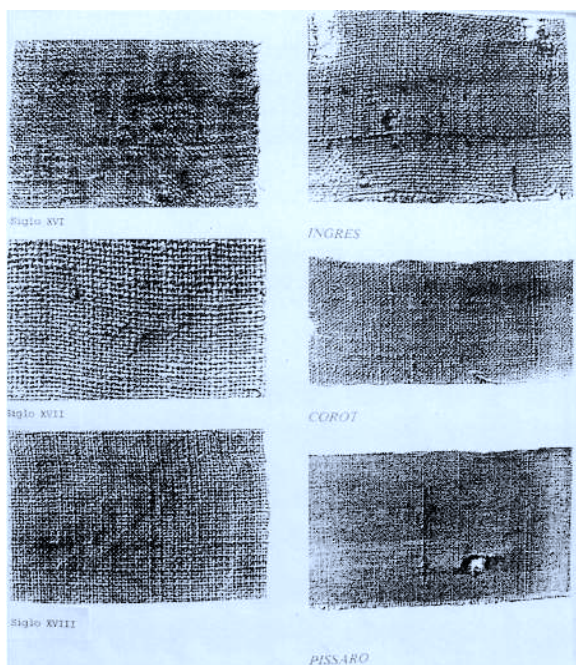 Siglo XVI
INGRES
Siglo XVII
COROT
Siglo XVIII
PISSARO